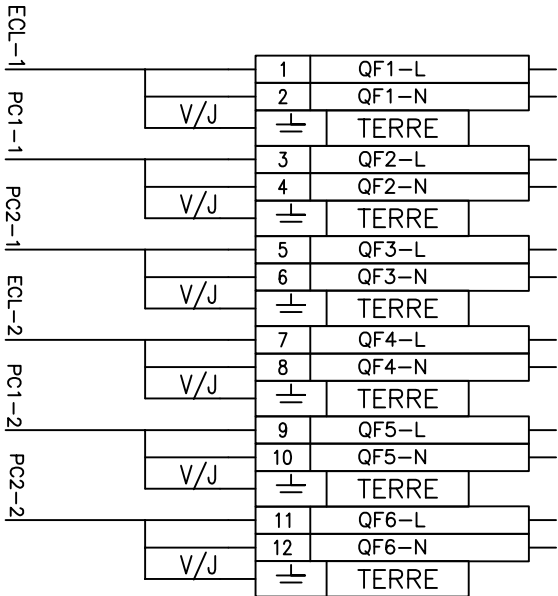 ECL-1
1 QF1-L
2 QF1-N
V/J TERRE
PC1-1
3 QF2-L
4 QF2-N
V/J TERRE
PC2-1
5 QF3-L
6 QF3-N
V/J TERRE
ECL-2
7 QF4-L
8 QF4-N
V/J TERRE
PC1-2
9 QF5-L
10 QF5-N
V/J TERRE
PC2-2
11 QF6-L
12 QF6-N
V/J TERRE